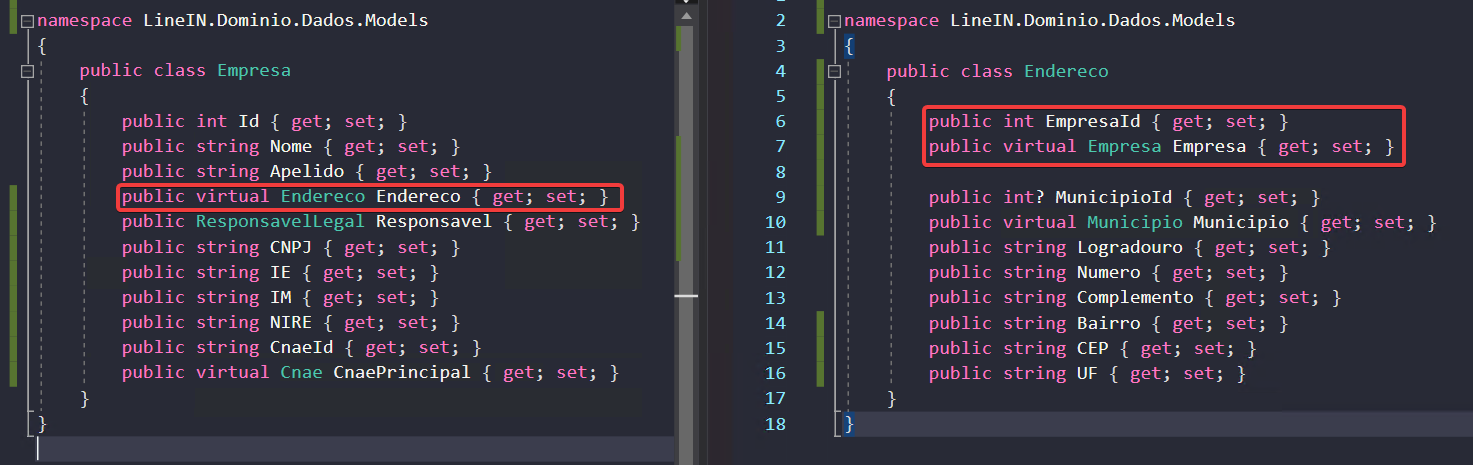 namespace LineIN.Dominio.Dados.Models
{
public class Empresa
{
public int Id { get; set; }
public string Nome { get; set; }
public string Apelido { get; set; }
public virtual Endereco Endereco { get; set; }
public ResponsavelLegal Responsavel { get; set; }
public string CNPJ { get; set; }
public string IE { get; set; }
public string IM { get; set; }
public string NIRE { get; set; }
public string CnaeId { get; set; }
public virtual Cnae CnaePrincipal { get; set; }
}
}
2 namespace LineIN.Dominio.Dados.Models
3 {
4 public class Endereco
5 {
6 public int EmpresaId { get; set; }
7 public virtual Empresa Empresa { get; set; }
8
9 public int? MunicipioId { get; set; }
10 public virtual Municipio Municipio { get; set; }
11 public string Logradouro { get; set; }
12 public string Numero { get; set; }
13 public string Complemento { get; set; }
14 public string Bairro { get; set; }
15 public string CEP { get; set; }
16 public string UF { get; set; }
17 }
18 }